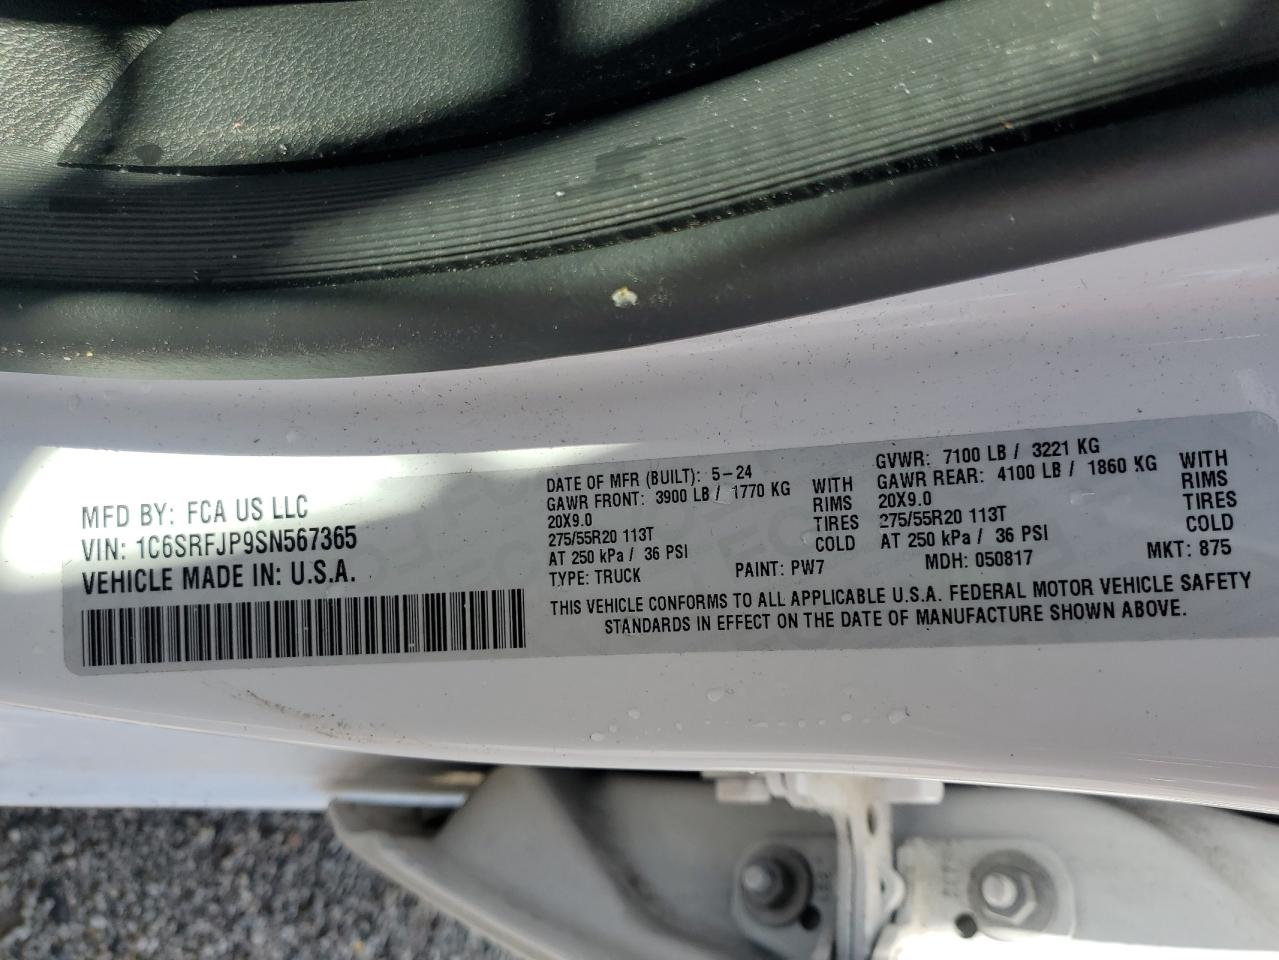 MFD BY: FCA US LLC
VIN: 1C6SRFJP9SN567365
VEHICLE MADE IN: U.S.A.
DATE OF MFR (BUILT): 5-24
GAWR FRONT: 3900 LB / 1770 KG WITH
20X9.0 RIMS
275/55R20 113T TIRES
AT 250 kPa / 36 PSI COLD
GVWR: 7100 LB / 3221 KG
GAWR REAR: 4100 LB / 1860 KG WITH
20X9.0 RIMS
275/55R20 113T TIRES
AT 250 kPa / 36 PSI COLD
TYPE: TRUCK PAINT: PW7 MDH: 050817 MKT: 875
THIS VEHICLE CONFORMS TO ALL APPLICABLE U.S.A. FEDERAL MOTOR VEHICLE SAFETY
STANDARDS IN EFFECT ON THE DATE OF MANUFACTURE SHOWN ABOVE.